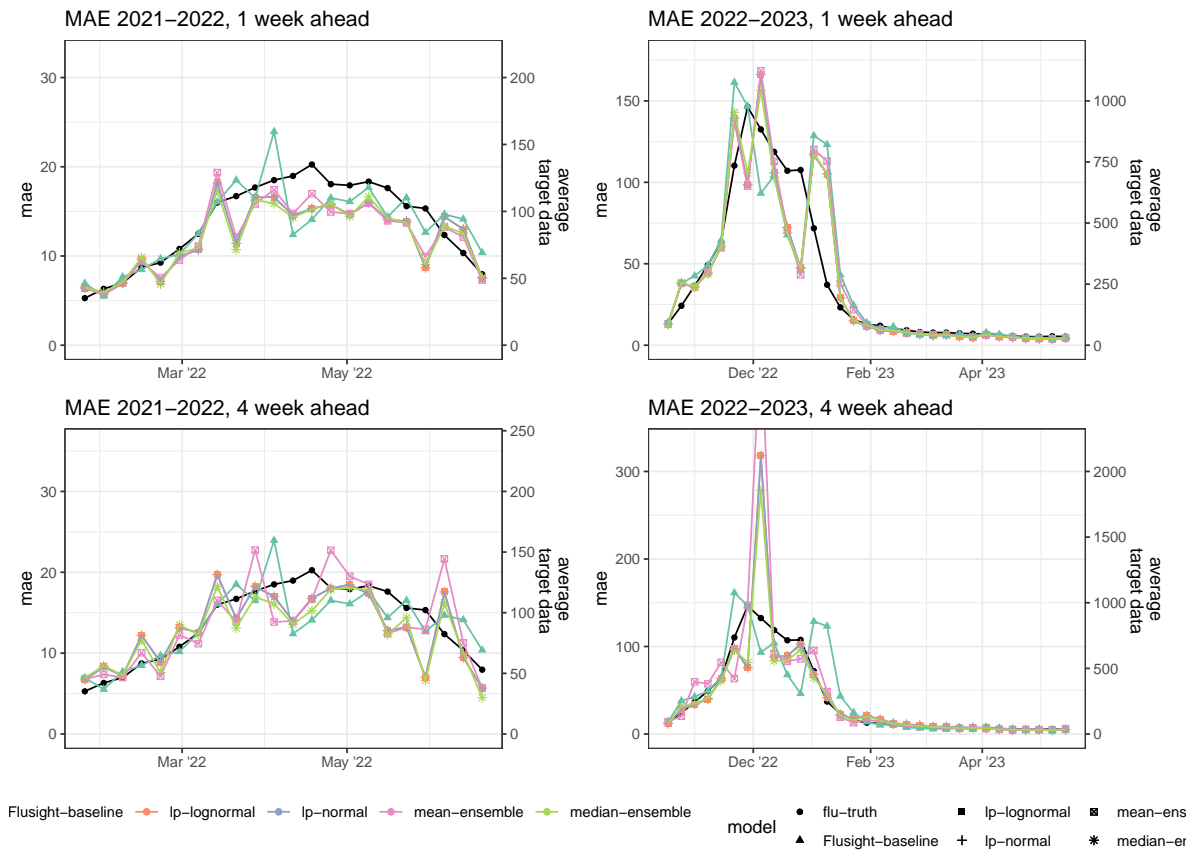 MAE 2021−2022, 1 week ahead
MAE 2022−2023, 1 week ahead
30
20
10
0
mae
200
150
100
50
0
average
target data
Mar '22
May '22
150
100
50
0
mae
1000
750
500
250
0
average
target data
Dec '22
Feb '23
Apr '23
MAE 2021−2022, 4 week ahead
MAE 2022−2023, 4 week ahead
30
20
10
0
mae
250
200
150
100
50
0
average
target data
Mar '22
May '22
300
200
100
0
mae
2000
1500
1000
500
0
average
target data
Dec '22
Feb '23
Apr '23
Flusight−baseline lp−lognormal lp−normal mean−ensemble median−ensemble
model
flu−truth lp−lognormal mean−ens
Flusight−baseline lp−normal median−er